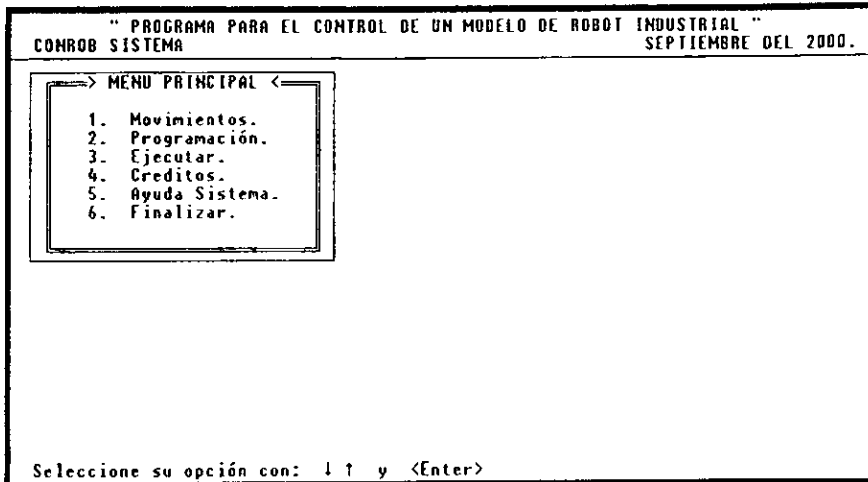 " PROGRAMA PARA EL CONTROL DE UN MODELO DE ROBOT INDUSTRIAL "
CONROB SISTEMA SEPTIEMBRE DEL 2000.
=> MENU PRINCIPAL <=
1. Movimientos.
2. Programación.
3. Ejecutar.
4. Creditos.
5. Ayuda Sistema.
6. Finalizar.
Seleccione su opción con: ↓ ↑ y <Enter>